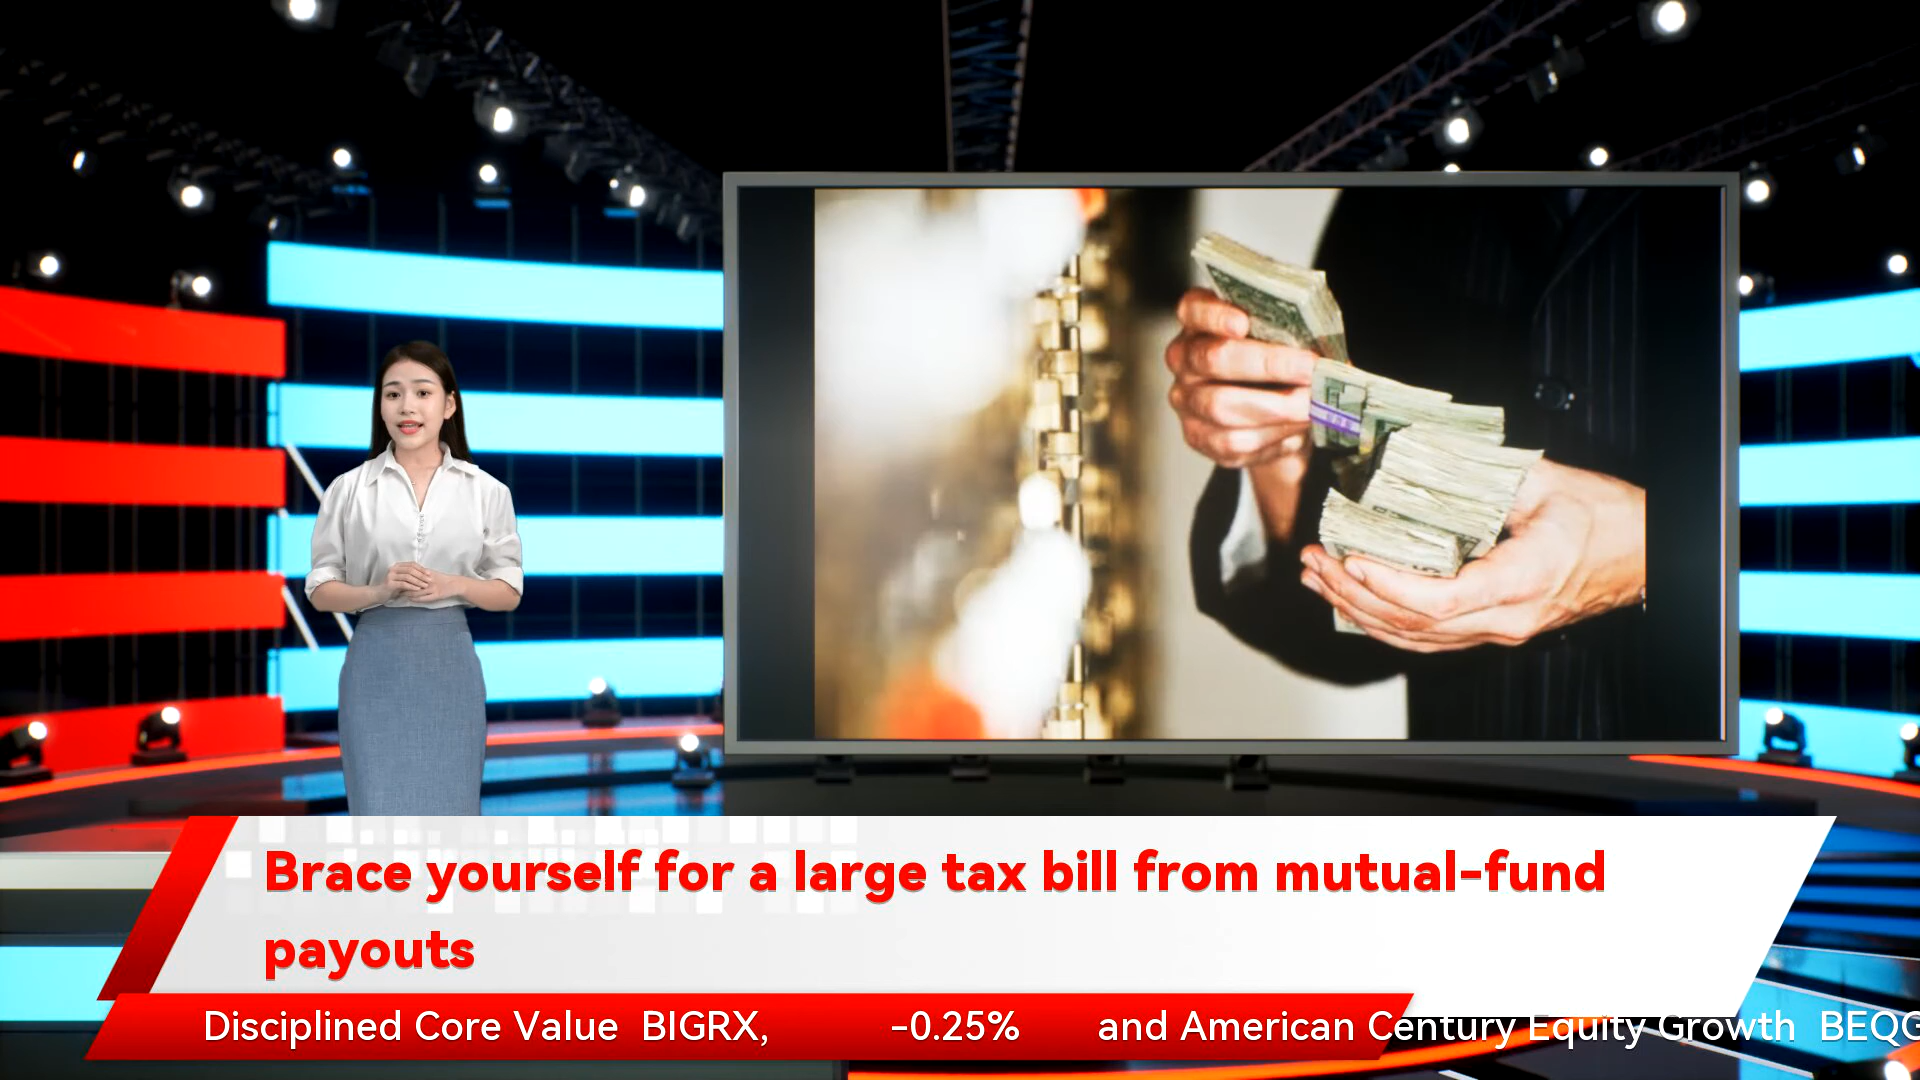 Brace yourself for a large tax bill from mutual-fund
payouts
Disciplined Core Value BIGRX, -0.25% and American Century Equity Growth BEQG